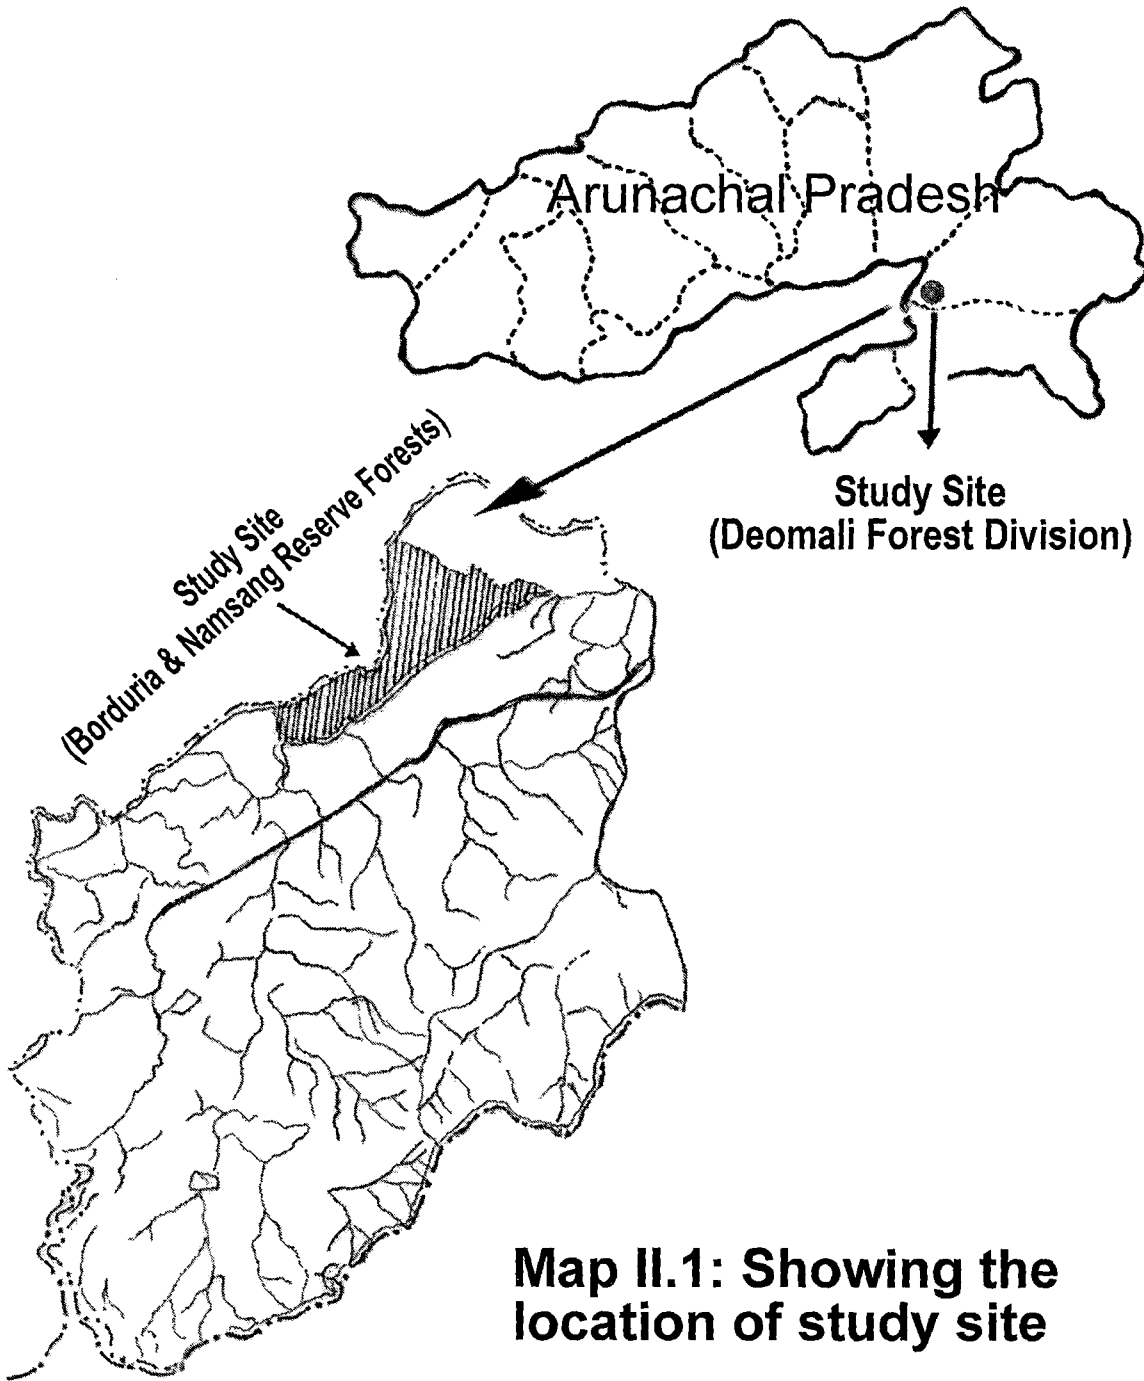 Arunachal Pradesh
Study Site
(Deomali Forest Division)
Study Site
(Borduria & Namsang Reserve Forests)
Map II.1: Showing the
location of study site